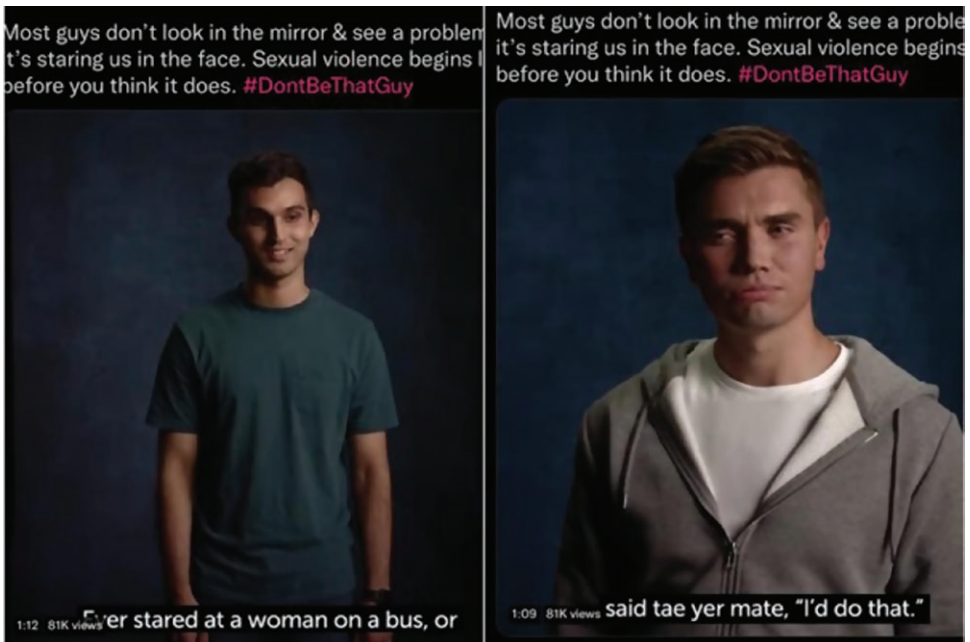 Most guys don't look in the mirror & see a problem
t's staring us in the face. Sexual violence begins l
before you think it does. #DontBeThatGuy
1:12 81K views Ever stared at a woman on a bus, or
Most guys don't look in the mirror & see a proble
it's staring us in the face. Sexual violence begins
before you think it does. #DontBeThatGuy
1:09 81K views said tae yer mate, "I'd do that."